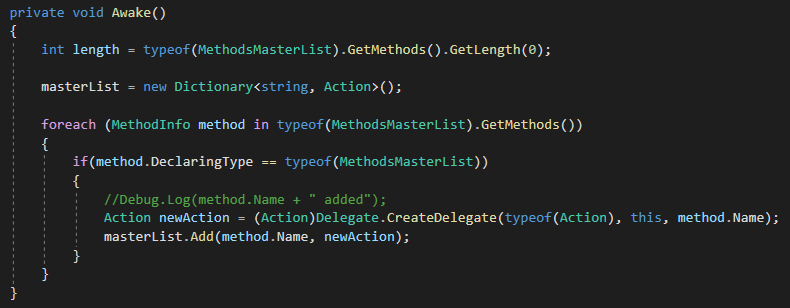 private void Awake()
{
int length = typeof(MethodsMasterList).GetMethods().GetLength(0);
masterList = new Dictionary<string, Action>();
foreach (MethodInfo method in typeof(MethodsMasterList).GetMethods())
{
if(method.DeclaringType == typeof(MethodsMasterList))
{
//Debug.Log(method.Name + " added");
Action newAction = (Action)Delegate.CreateDelegate(typeof(Action), this, method.Name);
masterList.Add(method.Name, newAction);
}
}
}